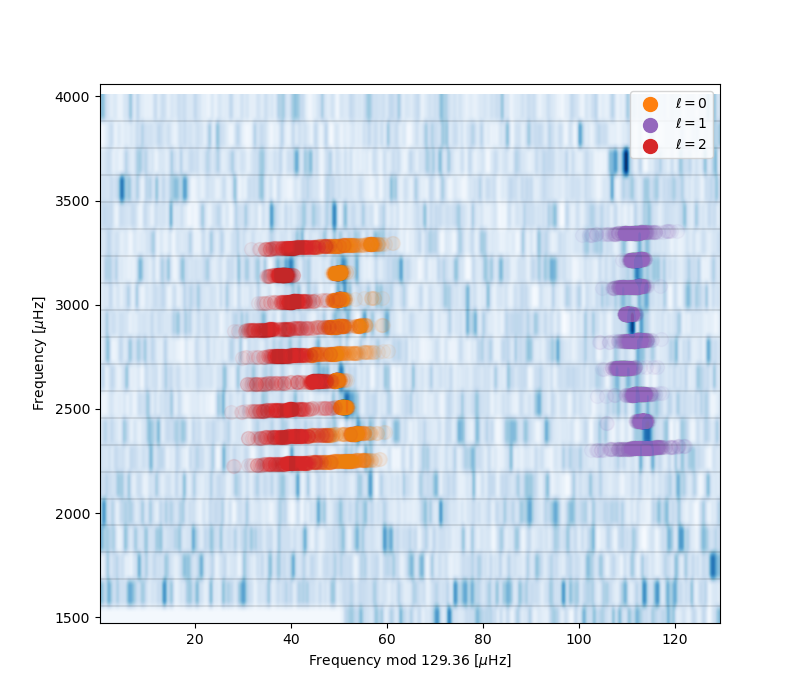 4000
3500
3000
2500
2000
1500
Frequency [μHz]
20 40 60 80 100 120
Frequency mod 129.36 [μHz]
ℓ = 0
ℓ = 1
ℓ = 2